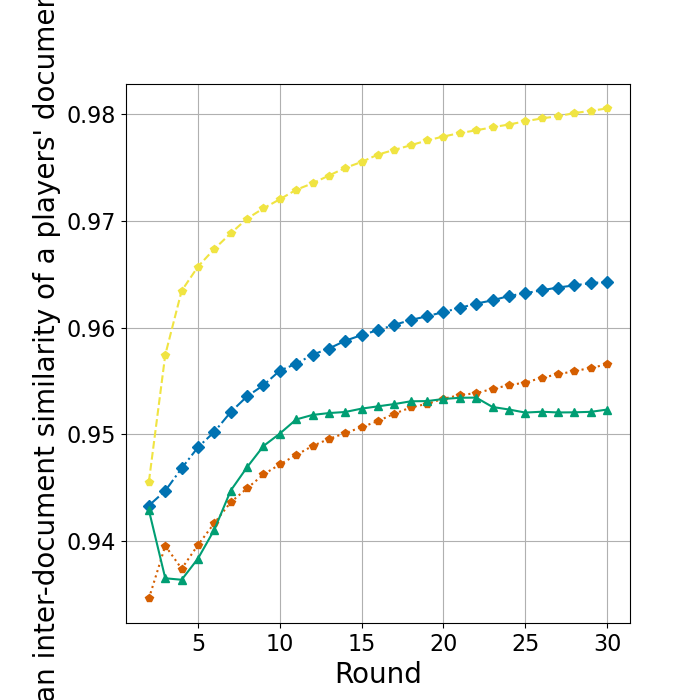 an inter-document similarity of a players' documen
0.98
0.97
0.96
0.95
0.94
5 10 15 20 25 30
Round